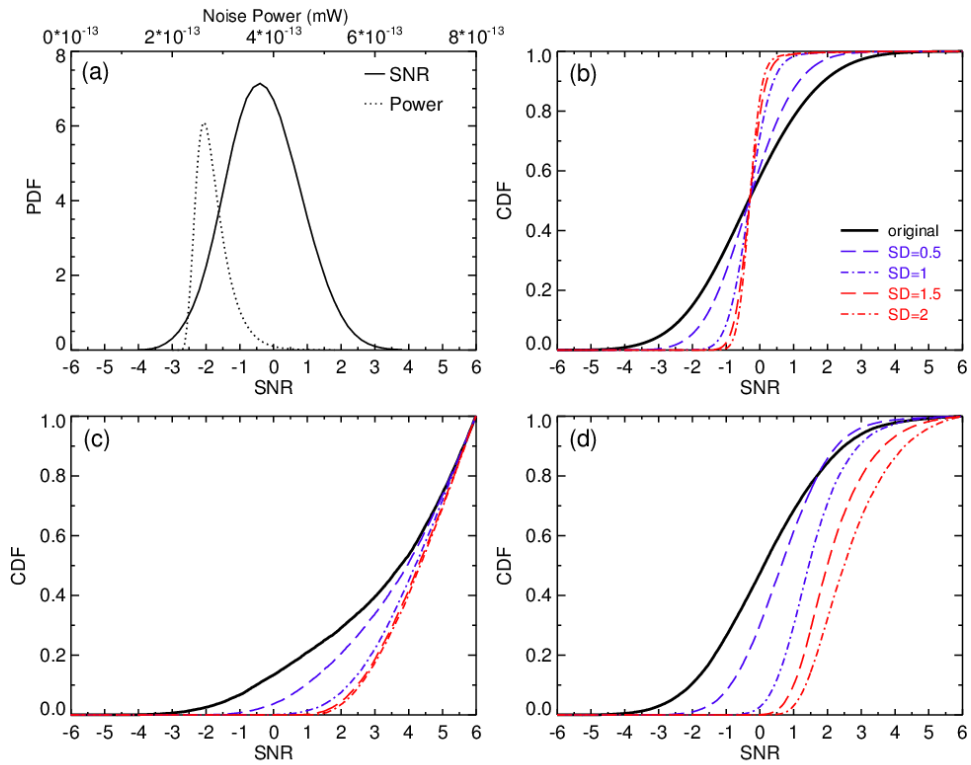 Noise Power (mW)
0*10-13 2*10-13 4*10-13 6*10-13 8*10-13
(a)
SNR
Power
PDF
8
6
4
2
0
-6 -5 -4 -3 -2 -1 0 1 2 3 4 5 6
SNR
(b)
CDF
1.0
0.8
0.6
0.4
0.2
0.0
original
SD=0.5
SD=1
SD=1.5
SD=2
-6 -5 -4 -3 -2 -1 0 1 2 3 4 5 6
SNR
(c)
CDF
1.0
0.8
0.6
0.4
0.2
0.0
-6 -5 -4 -3 -2 -1 0 1 2 3 4 5 6
SNR
(d)
CDF
1.0
0.8
0.6
0.4
0.2
0.0
-6 -5 -4 -3 -2 -1 0 1 2 3 4 5 6
SNR